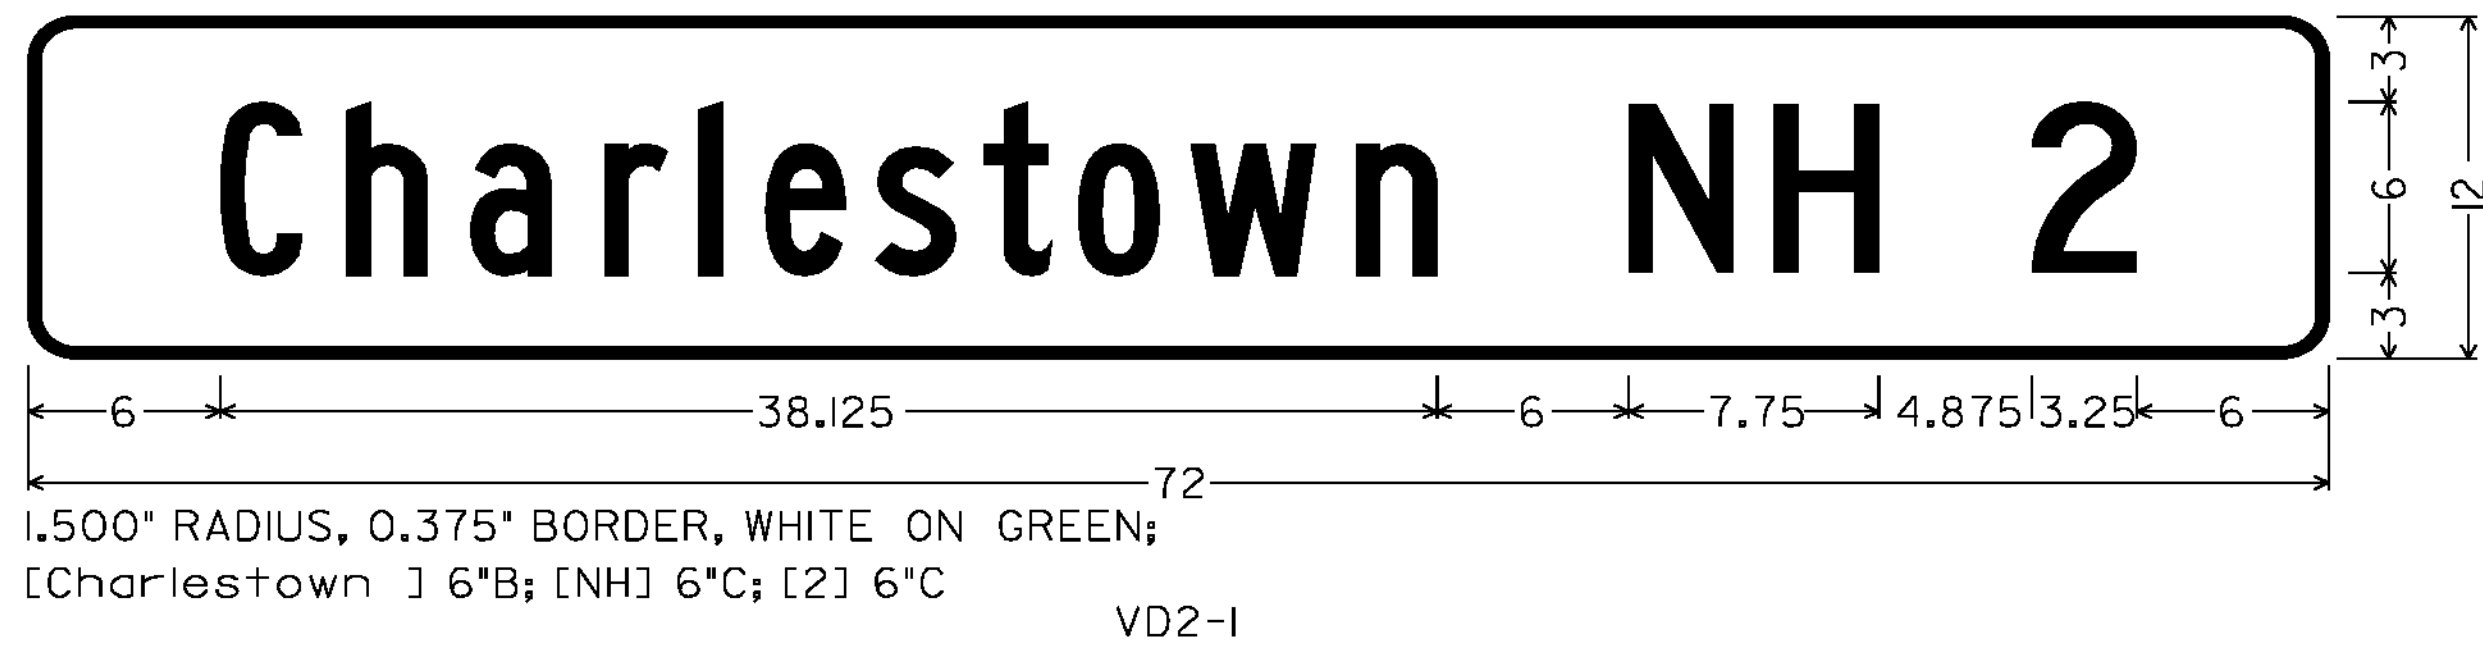 Charlestown NH 2
3
6
3
12
6 38.125 6 7.75 4.875 3.25 6
72
1.500" RADIUS, 0.375" BORDER, WHITE ON GREEN;
[Charlestown ] 6"B; [NH] 6"C; [2] 6"C
VD2-1